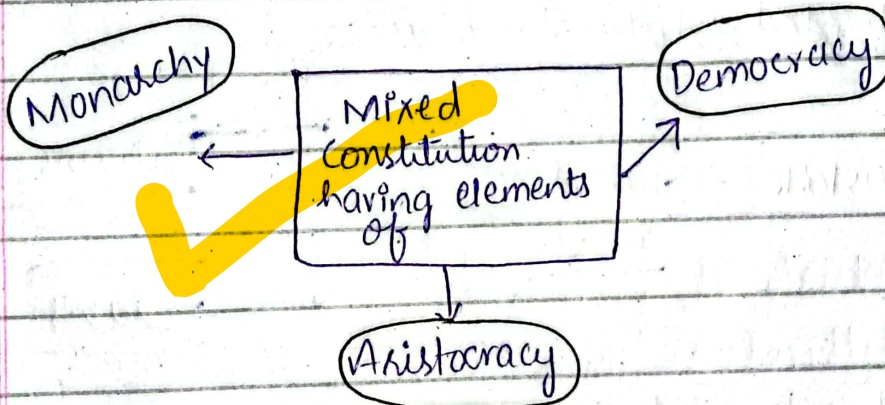 Monarchy
Democracy
Mixed
constitution
having elements
of
Aristocracy